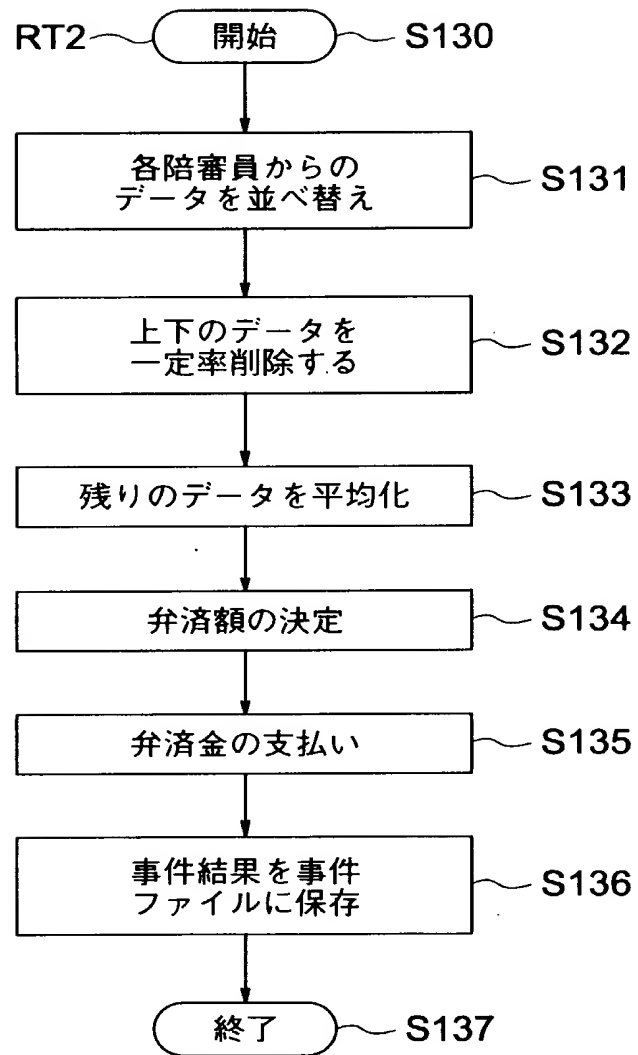 RT2 開始 S130
各陪審員からの
データを並べ替え
S131
上下のデータを
一定率削除する
S132
残りのデータを平均化 S133
弁済額の決定 S134
弁済金の支払い S135
事件結果を事件
ファイルに保存
S136
終了 S137